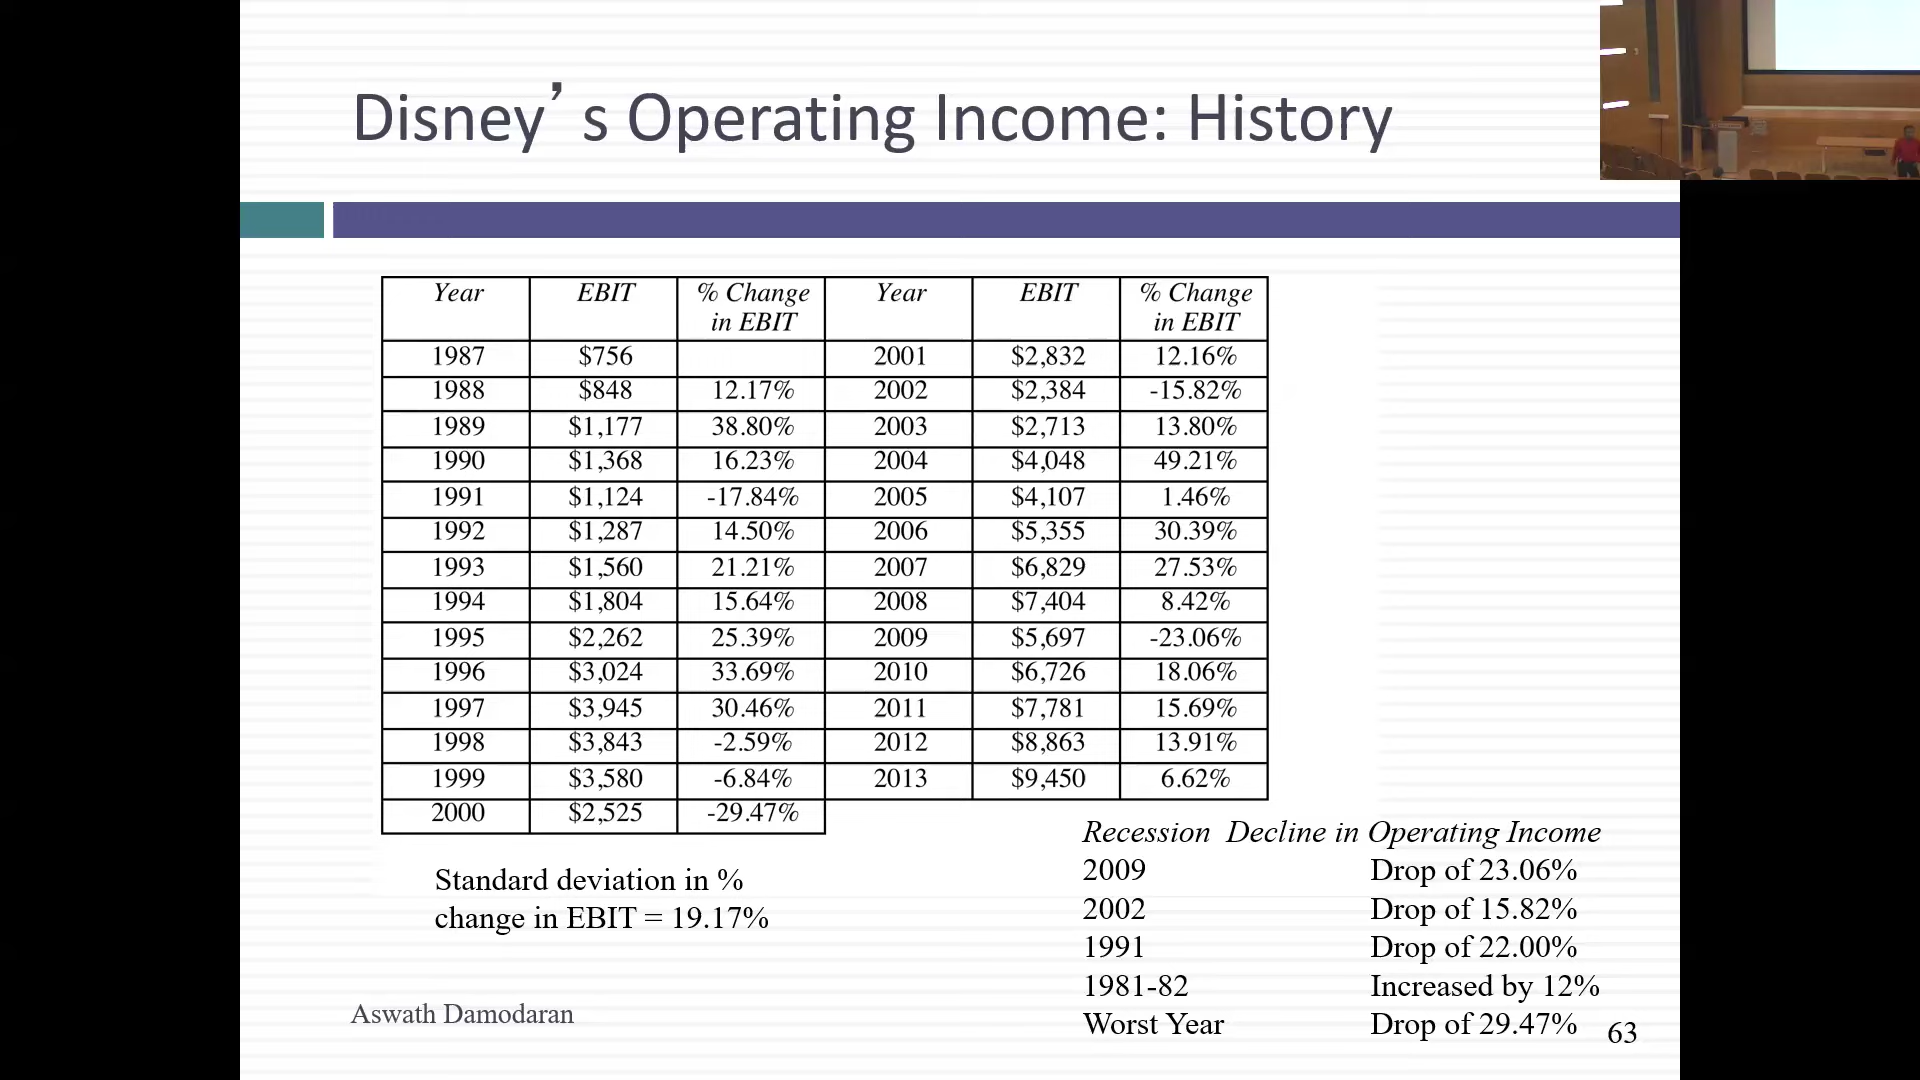 Disney’s Operating Income: History
Year EBIT % Change in EBIT Year EBIT % Change in EBIT
1987 $756 2001 $2,832 12.16%
1988 $848 12.17% 2002 $2,384 -15.82%
1989 $1,177 38.80% 2003 $2,713 13.80%
1990 $1,368 16.23% 2004 $4,048 49.21%
1991 $1,124 -17.84% 2005 $4,107 1.46%
1992 $1,287 14.50% 2006 $5,355 30.39%
1993 $1,560 21.21% 2007 $6,829 27.53%
1994 $1,804 15.64% 2008 $7,404 8.42%
1995 $2,262 25.39% 2009 $5,697 -23.06%
1996 $3,024 33.69% 2010 $6,726 18.06%
1997 $3,945 30.46% 2011 $7,781 15.69%
1998 $3,843 -2.59% 2012 $8,863 13.91%
1999 $3,580 -6.84% 2013 $9,450 6.62%
2000 $2,525 -29.47%
Standard deviation in %
change in EBIT = 19.17%
Recession Decline in Operating Income
2009 Drop of 23.06%
2002 Drop of 15.82%
1991 Drop of 22.00%
1981-82 Increased by 12%
Worst Year Drop of 29.47%
Aswath Damodaran
63